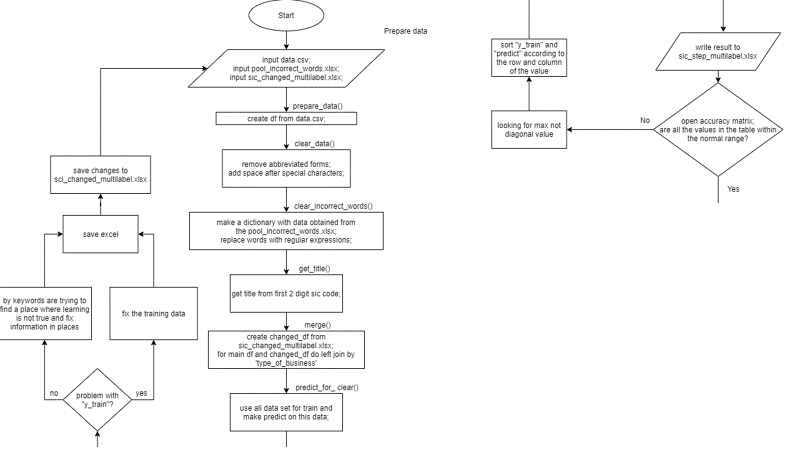 Start
Prepare data
input data.csv;
input pool_incorrect_words.xlsx;
input sic_changed_multilabel.xlsx;
prepare_data()
create df from data.csv;
clear_data()
remove abbreviated forms;
add space after special characters;
clear_incorrect_words()
make a dictionary with data obtained from
the pool_incorrect_words.xlsx;
replace words with regular expressions;
get_title()
get title from first 2 digit sic code;
merge()
create changed_df from
sic_changed_multilabel.xlsx;
for main df and changed_df do left join by
'type_of_business'
predict_for_ clear()
use all data set for train and
make predict on this data;
save changes to
sci_changed_multilabel.xlsx
save excel
by keywords are trying to
find a place where learning
is not true and fix
information in places
fix the training data
no
problem with
"y_train"?
yes
sort "y_train" and
"predict" according to
the row and column
of the value
looking for max not
diagonal value
write result to
sic_step_multilabel.xlsx
No
open accuracy matrix;
are all the values in the table within
the normal range?
Yes